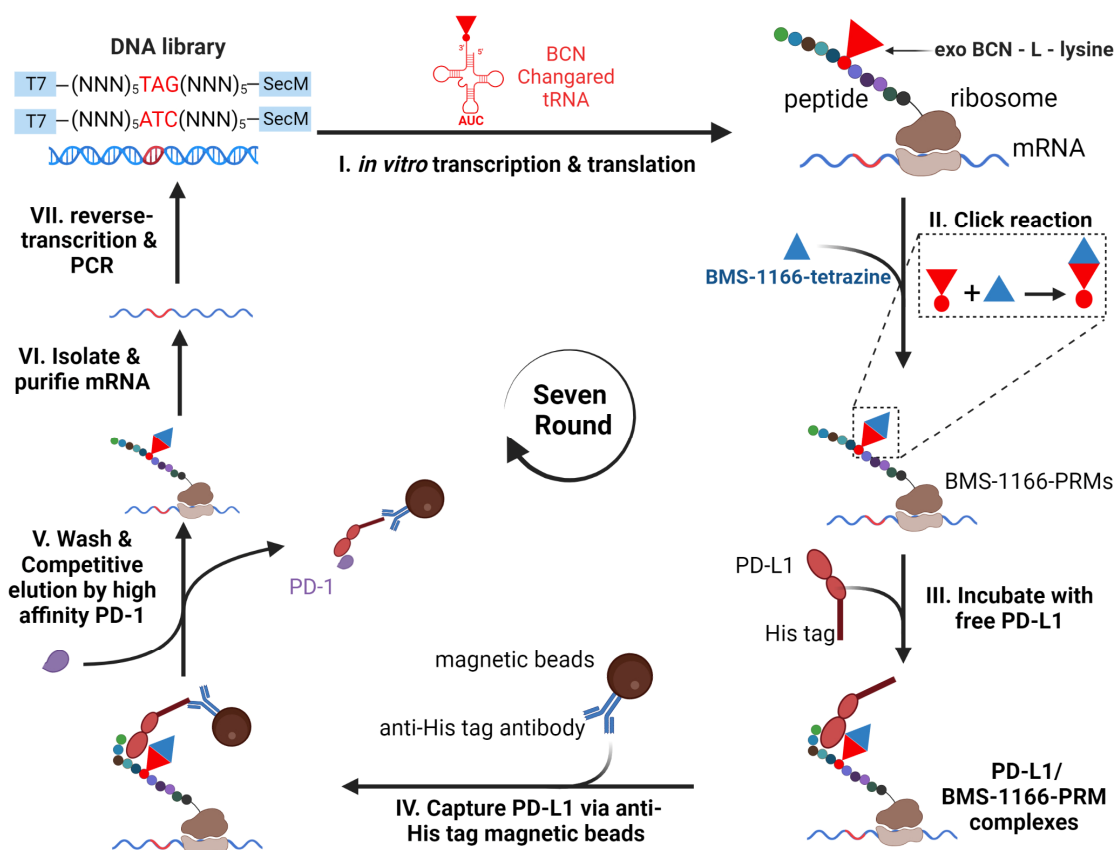 DNA library
T7 –(NNN)5TAG(NNN)5– SecM
T7 –(NNN)5ATC(NNN)5– SecM
3' 5'
AUC
BCN
Changared
tRNA
I. in vitro transcription & translation
exo BCN - L - lysine
peptide
ribosome
mRNA
II. Click reaction
+
BMS-1166-tetrazine
BMS-1166-PRMs
PD-L1
His tag
III. Incubate with
free PD-L1
PD-L1/
BMS-1166-PRM
complexes
magnetic beads
anti-His tag antibody
IV. Capture PD-L1 via anti-
His tag magnetic beads
V. Wash &
Competitive
elution by high
affinity PD-1
PD-1
VI. Isolate &
purifie mRNA
VII. reverse-
transcrition &
PCR
Seven
Round